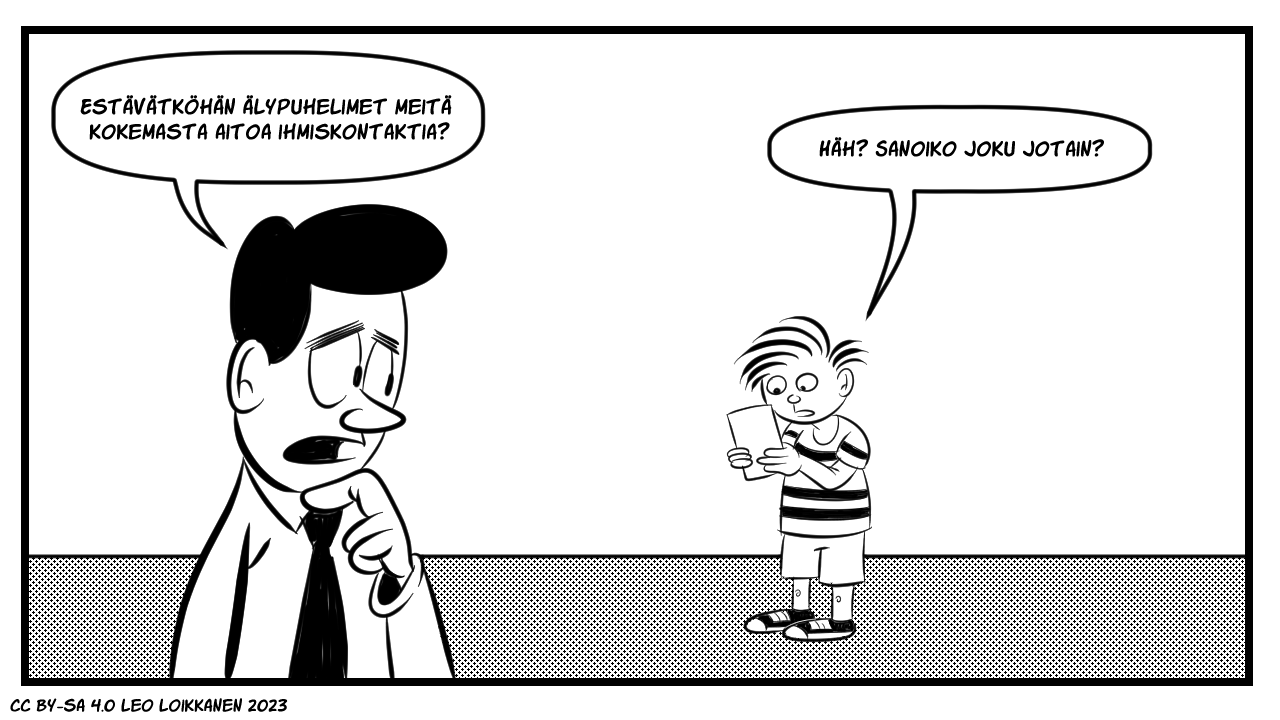 ESTÄVÄTKÖHÄN ÄLYPUHELIMET MEITÄ
KOKEMASTA AITOA IHMISKONTAKTIA?
HÄH? SANOIKO JOKU JOTAIN?
CC BY-SA 4.0 LEO LOIKKANEN 2023